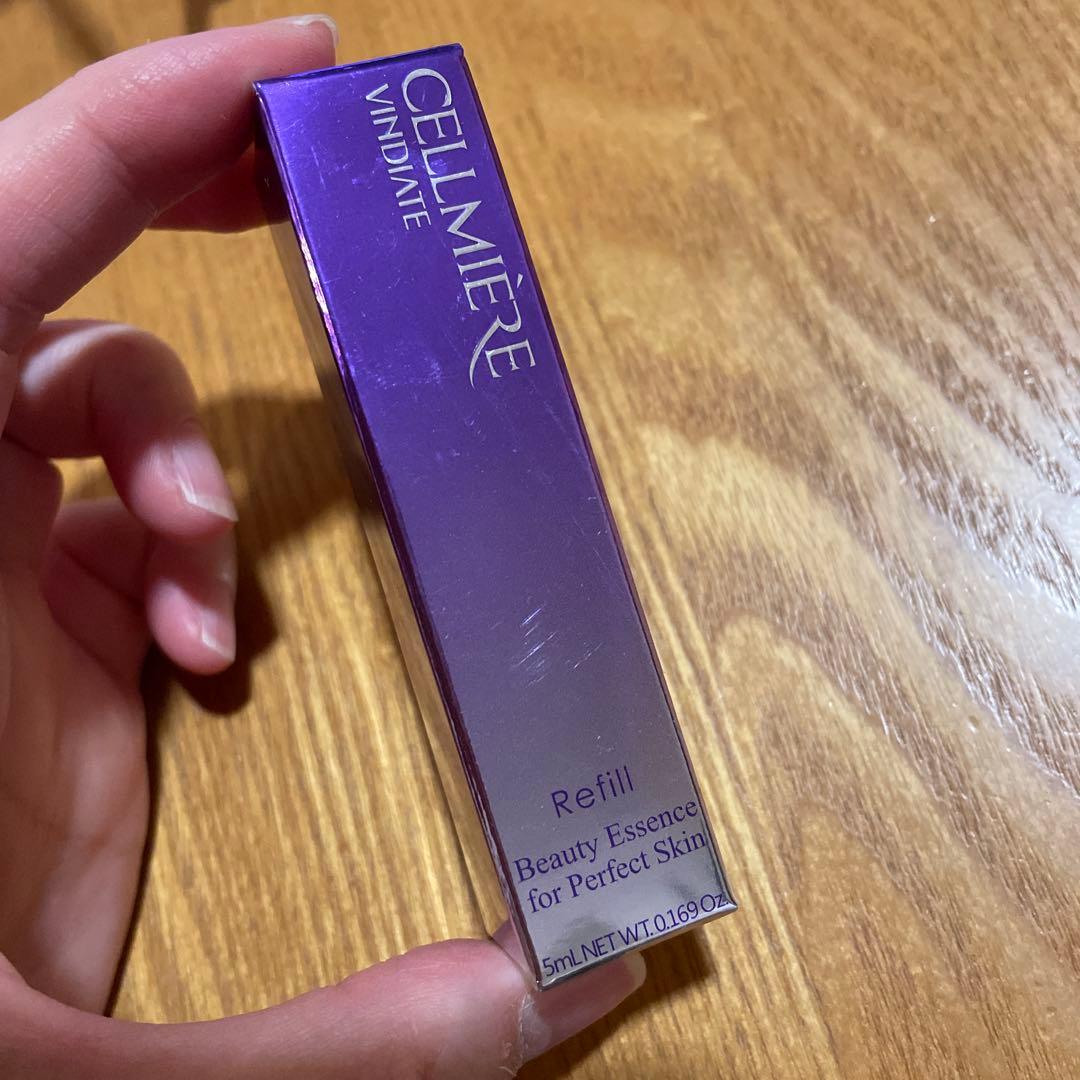 CELLMIÈRE
VINDIATE
Refill
Beauty Essence
for Perfect Skin
5mL NET WT. 0.169 Oz.